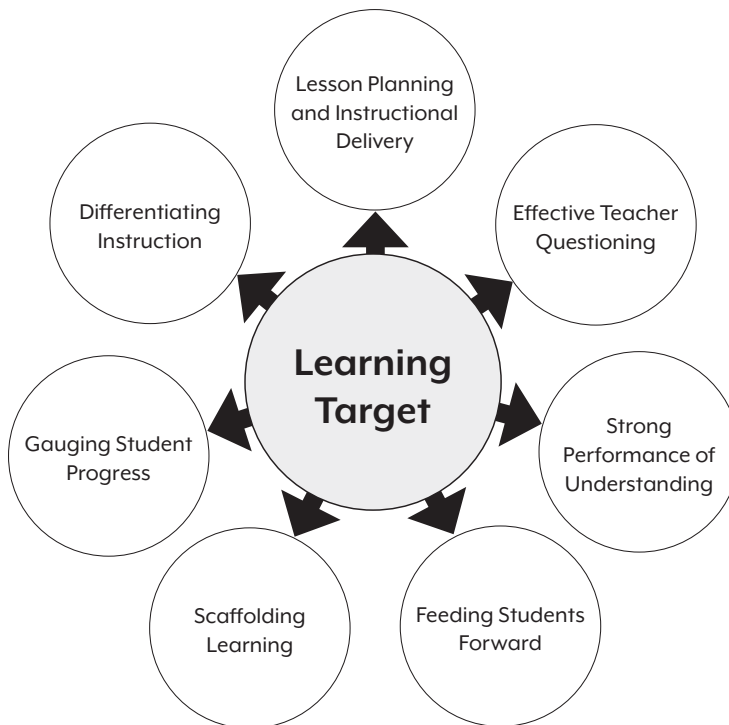 Lesson Planning
and Instructional
Delivery
Effective Teacher
Questioning
Strong
Performance of
Understanding
Feeding Students
Forward
Scaffolding
Learning
Gauging Student
Progress
Differentiating
Instruction
Learning
Target